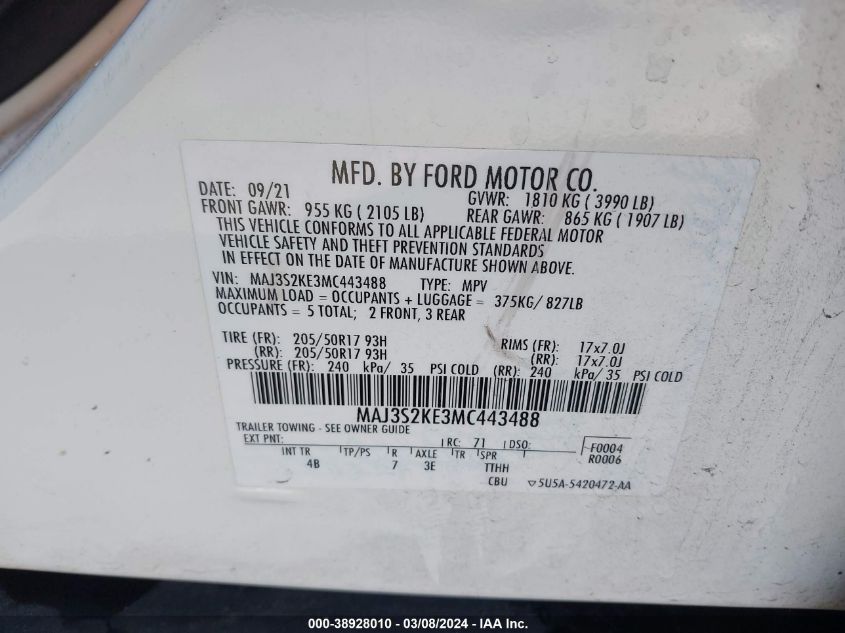 MFD. BY FORD MOTOR CO.
DATE: 09/21 GVWR: 1810 KG ( 3990 LB)
FRONT GAWR: 955 KG ( 2105 LB) REAR GAWR: 865 KG ( 1907 LB)
THIS VEHICLE CONFORMS TO ALL APPLICABLE FEDERAL MOTOR
VEHICLE SAFETY AND THEFT PREVENTION STANDARDS
IN EFFECT ON THE DATE OF MANUFACTURE SHOWN ABOVE.
VIN: MAJ3S2KE3MC443488 TYPE: MPV
MAXIMUM LOAD = OCCUPANTS + LUGGAGE = 375KG/ 827LB
OCCUPANTS = 5 TOTAL; 2 FRONT, 3 REAR
TIRE (FR): 205/50R17 93H RIMS (FR): 17x7.0J
(RR): 205/50R17 93H (RR): 17x7.0J
PRESSURE (FR): 240 kPa/ 35 PSI COLD (RR): 240 kPa/ 35 PSI COLD
MAJ3S2KE3MC443488
TRAILER TOWING - SEE OWNER GUIDE
EXT PNT: RC: 71 DSO: F0004
INT TR TP/PS R AXLE TR SPR R0006
4B 7 3E TTHH
CBU ▽5U5A-5420472-AA
000-38928010 - 03/08/2024 - IAA Inc.